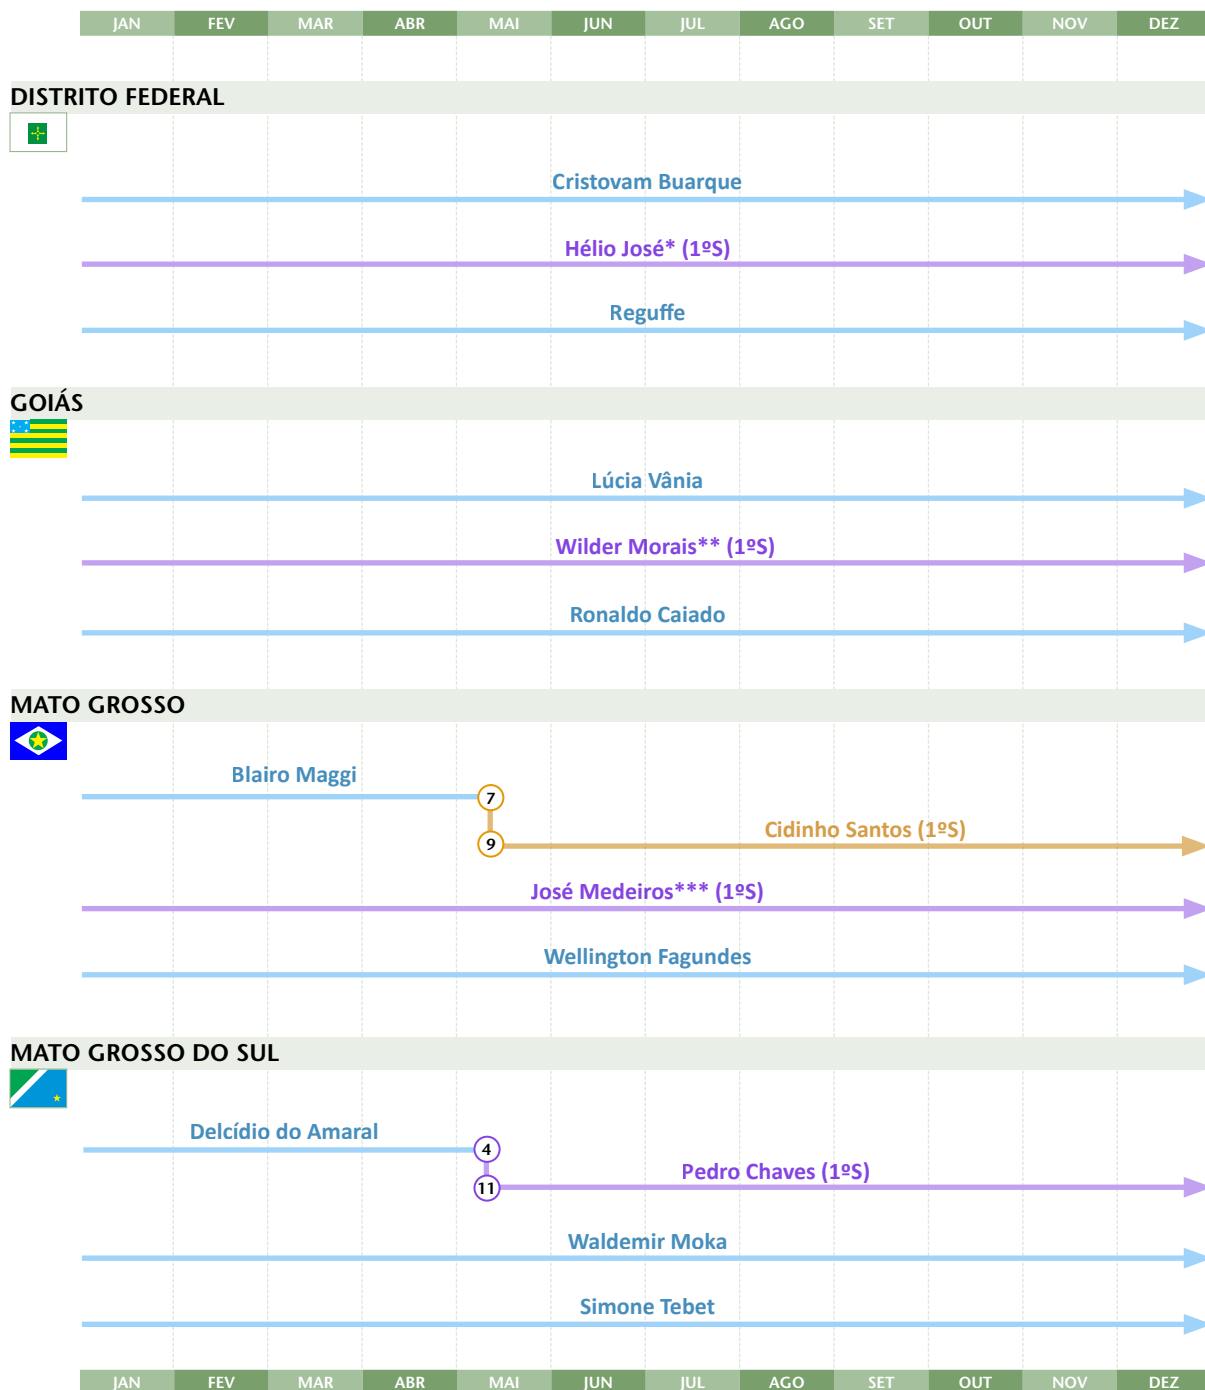 JAN FEV MAR ABR MAI JUN JUL AGO SET OUT NOV DEZ
DISTRITO FEDERAL
Cristovam Buarque
Hélio José* (1ºS)
Reguffe
GOIÁS
Lúcia Vânia
Wilder Morais** (1ºS)
Ronaldo Caiado
MATO GROSSO
Blairo Maggi
7
Cidinho Santos (1ºS)
9
José Medeiros*** (1ºS)
Wellington Fagundes
MATO GROSSO DO SUL
Delcídio do Amaral
4
Pedro Chaves (1ºS)
11
Waldemir Moka
Simone Tebet
JAN FEV MAR ABR MAI JUN JUL AGO SET OUT NOV DEZ